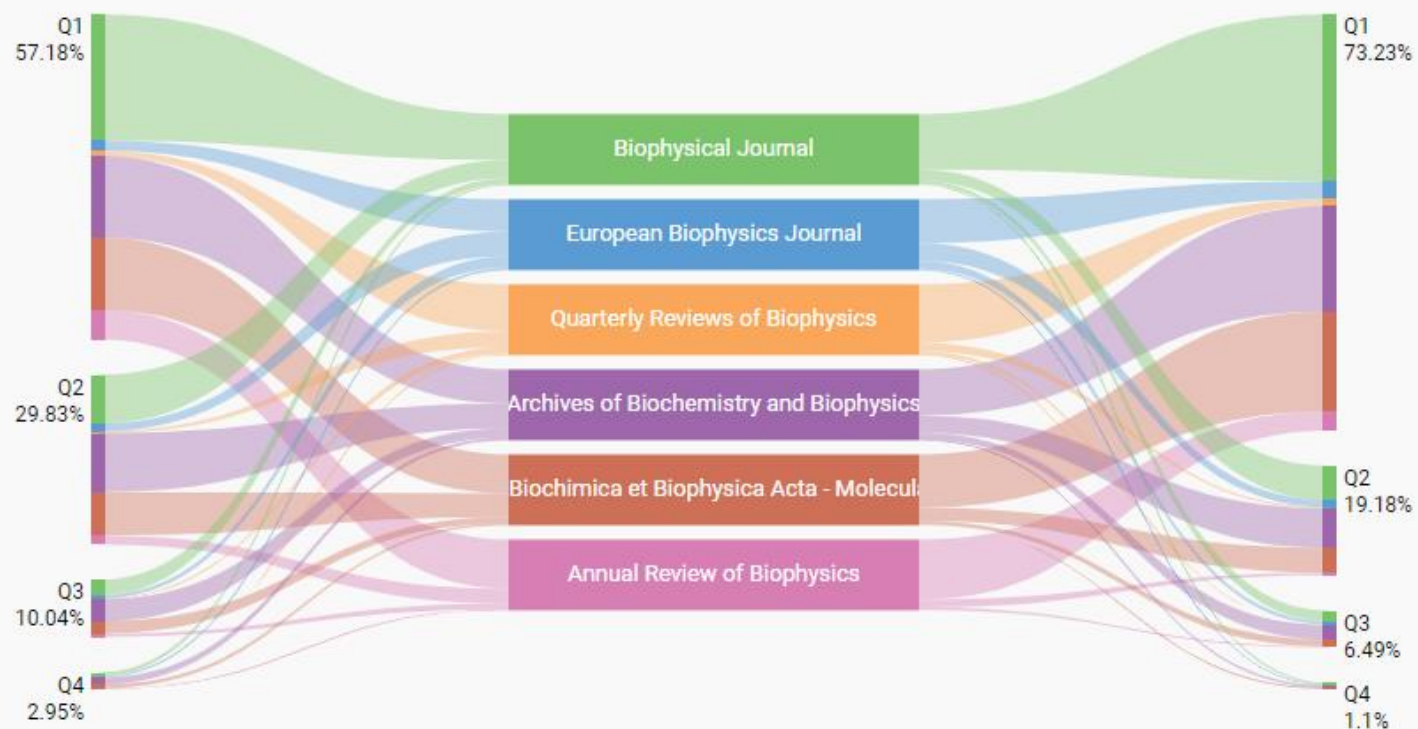 Q1
57.18%
Q2
29.83%
Q3
10.04%
Q4
2.95%
Biophysical Journal
European Biophysics Journal
Quarterly Reviews of Biophysics
Archives of Biochemistry and Biophysics
Biochimica et Biophysica Acta - Molecul
Annual Review of Biophysics
Q1
73.23%
Q2
19.18%
Q3
6.49%
Q4
1.1%